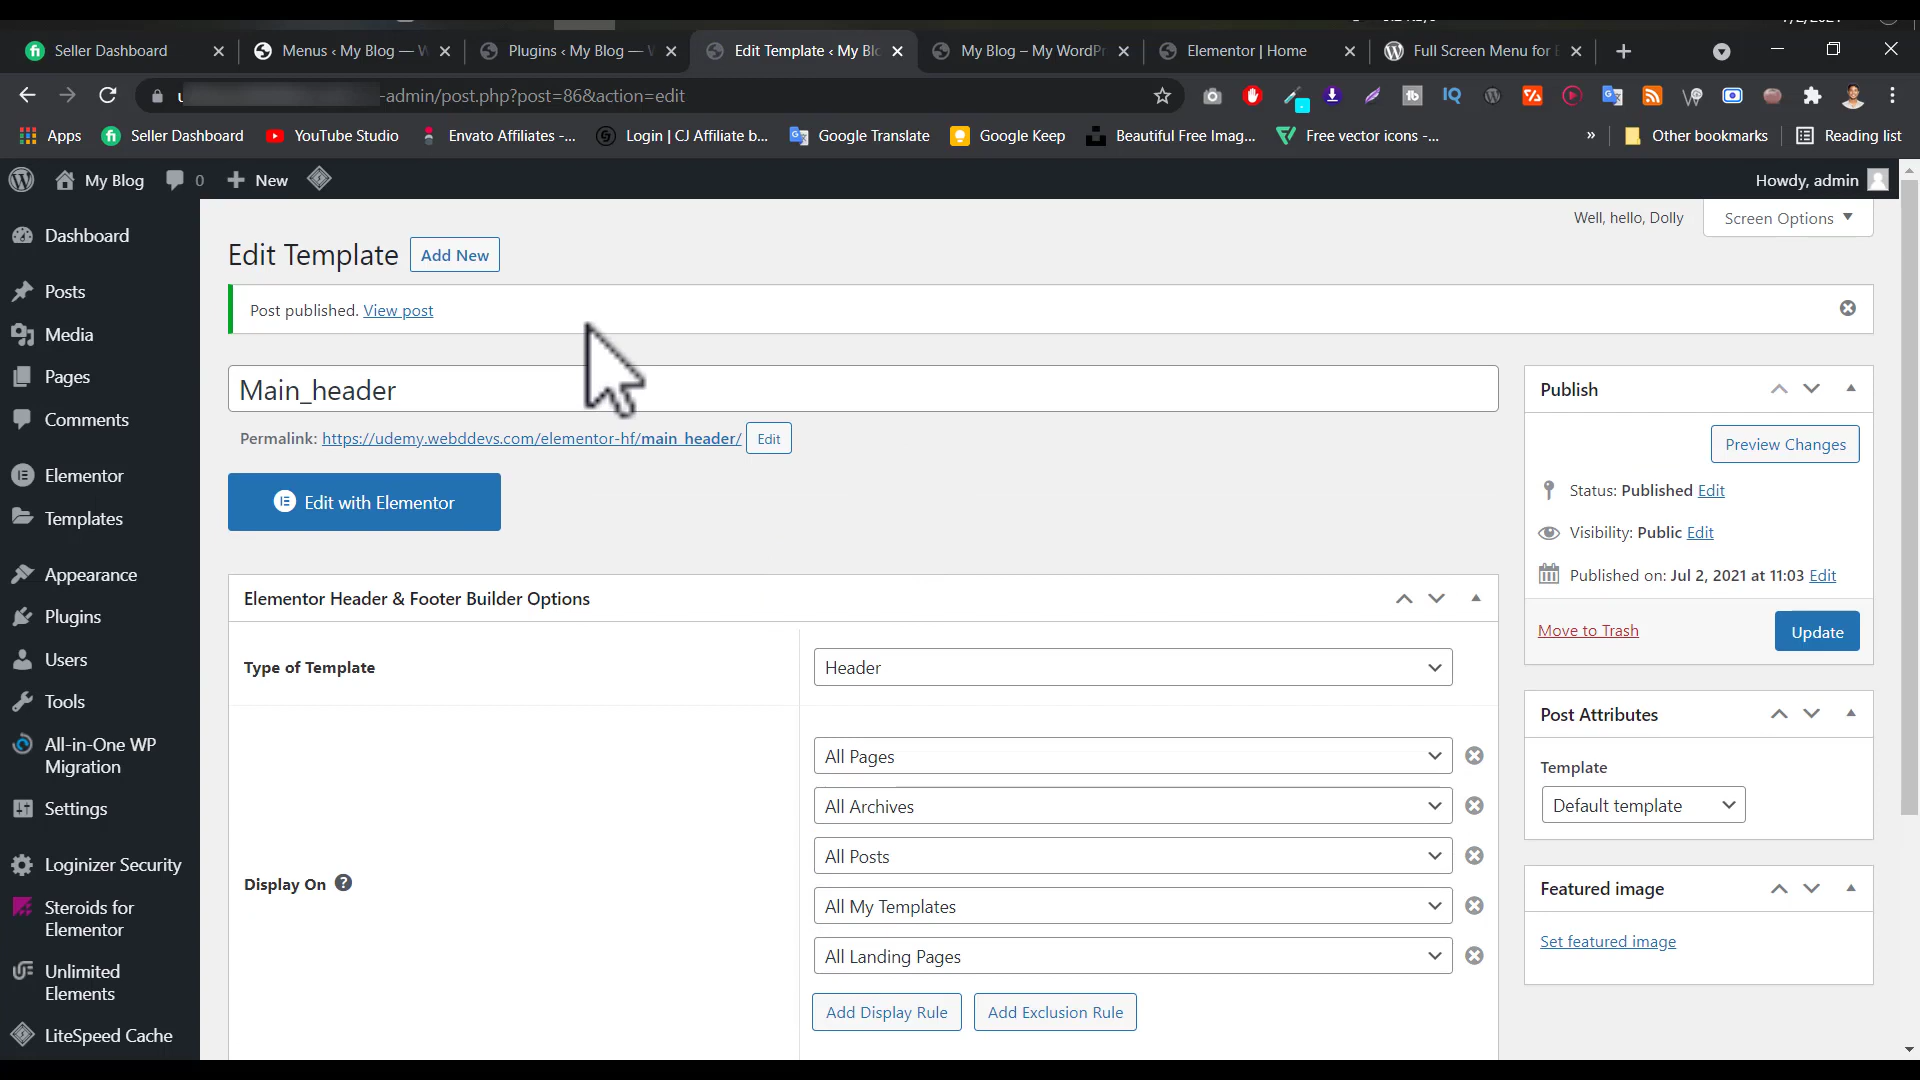 Seller Dashboard
Menus ‹ My Blog —
Plugins ‹ My Blog —
Edit Template ‹ My Blo
My Blog – My WordPr
Elementor | Home
Full Screen Menu for
-admin/post.php?post=86&action=edit
Apps
Seller Dashboard
YouTube Studio
Envato Affiliates -...
Login | CJ Affiliate b...
Google Translate
Google Keep
Beautiful Free Imag...
Free vector icons -...
»
Other bookmarks
Reading list
My Blog
0
New
Howdy, admin
Dashboard
Posts
Media
Pages
Comments
Elementor
Templates
Appearance
Plugins
Users
Tools
All-in-One WP
Migration
Settings
Loginizer Security
Steroids for
Elementor
Unlimited
Elements
LiteSpeed Cache
Well, hello, Dolly
Screen Options
Edit Template
Add New
Post published. View post
Main_header
Permalink: https://udemy.webddevs.com/elementor-hf/main_header/ Edit
Edit with Elementor
Elementor Header & Footer Builder Options
Type of Template
Header
Display On
All Pages
All Archives
All Posts
All My Templates
All Landing Pages
Add Display Rule
Add Exclusion Rule
Publish
Preview Changes
Status: Published Edit
Visibility: Public Edit
Published on: Jul 2, 2021 at 11:03 Edit
Move to Trash
Update
Post Attributes
Template
Default template
Featured image
Set featured image